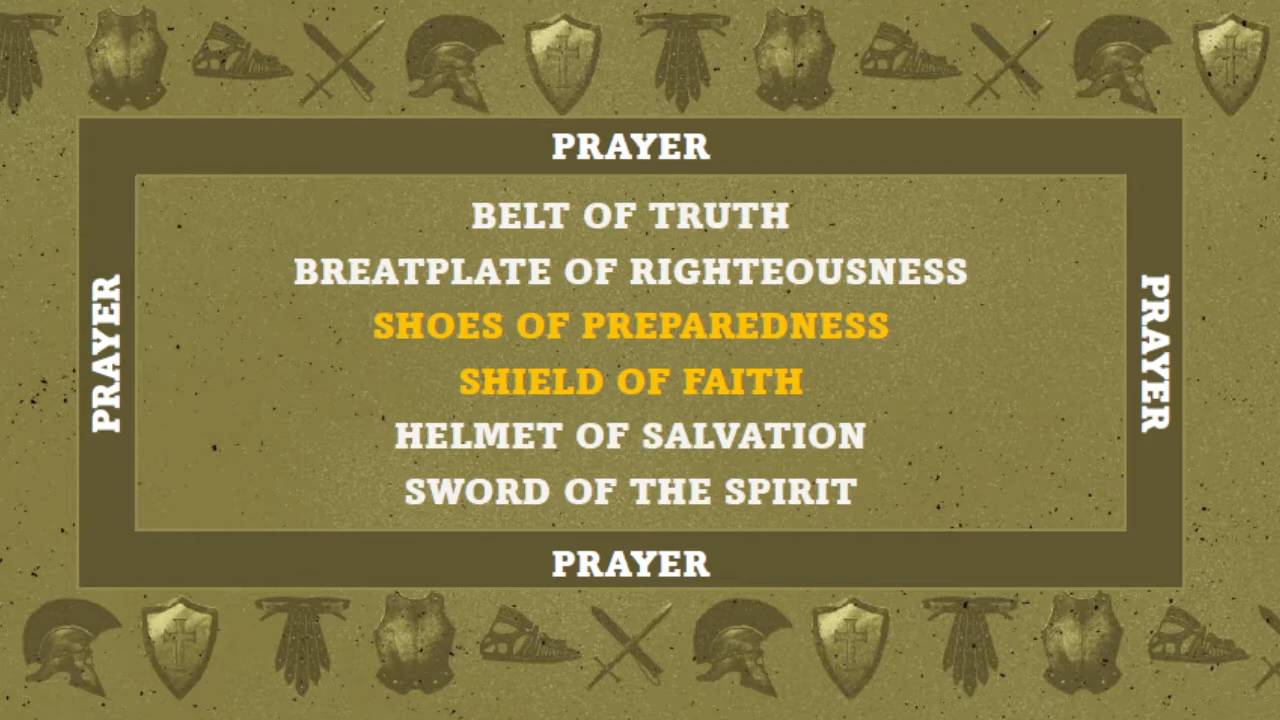 PRAYER
BELT OF TRUTH
BREATPLATE OF RIGHTEOUSNESS
SHOES OF PREPAREDNESS
SHIELD OF FAITH
HELMET OF SALVATION
SWORD OF THE SPIRIT
PRAYER
PRAYER
PRAYER